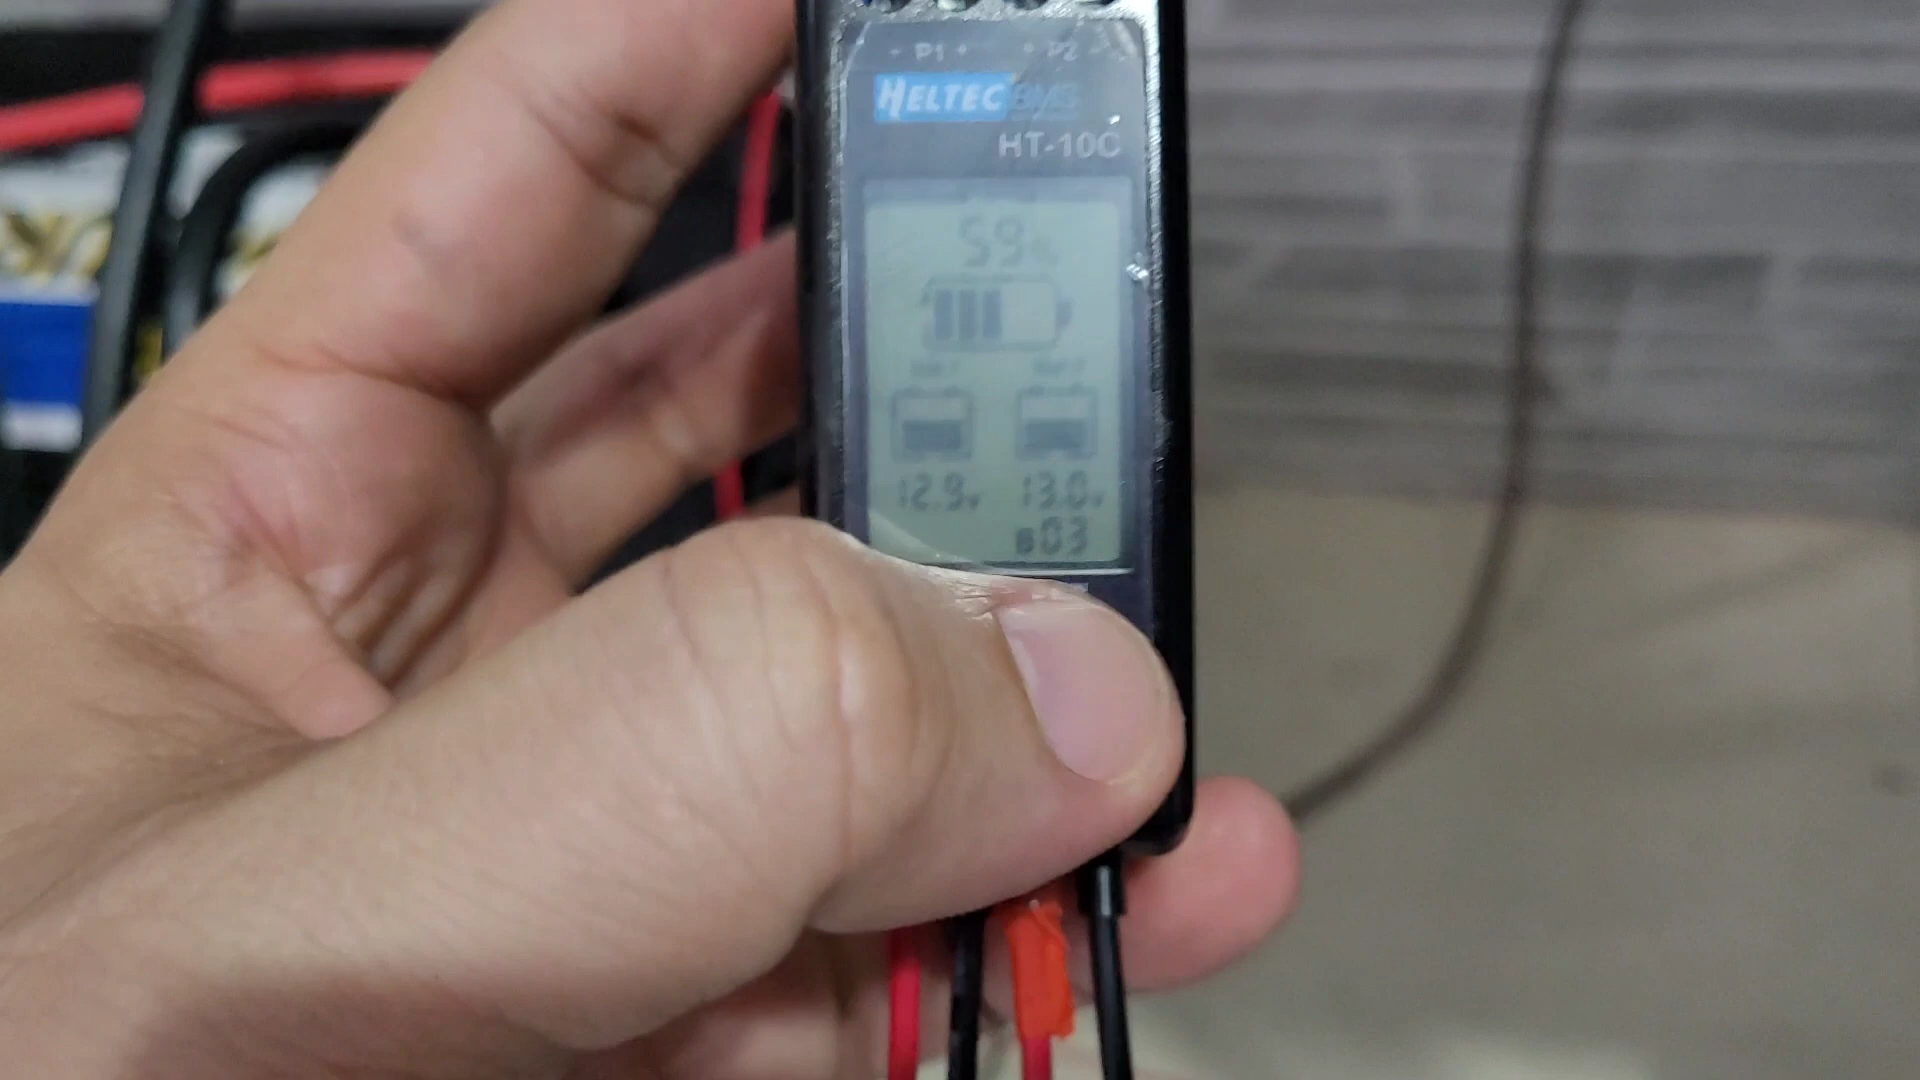 - P1 + + P2 -
HELTEC BMS
HT-10C
59%
12.9v 13.0v
B03